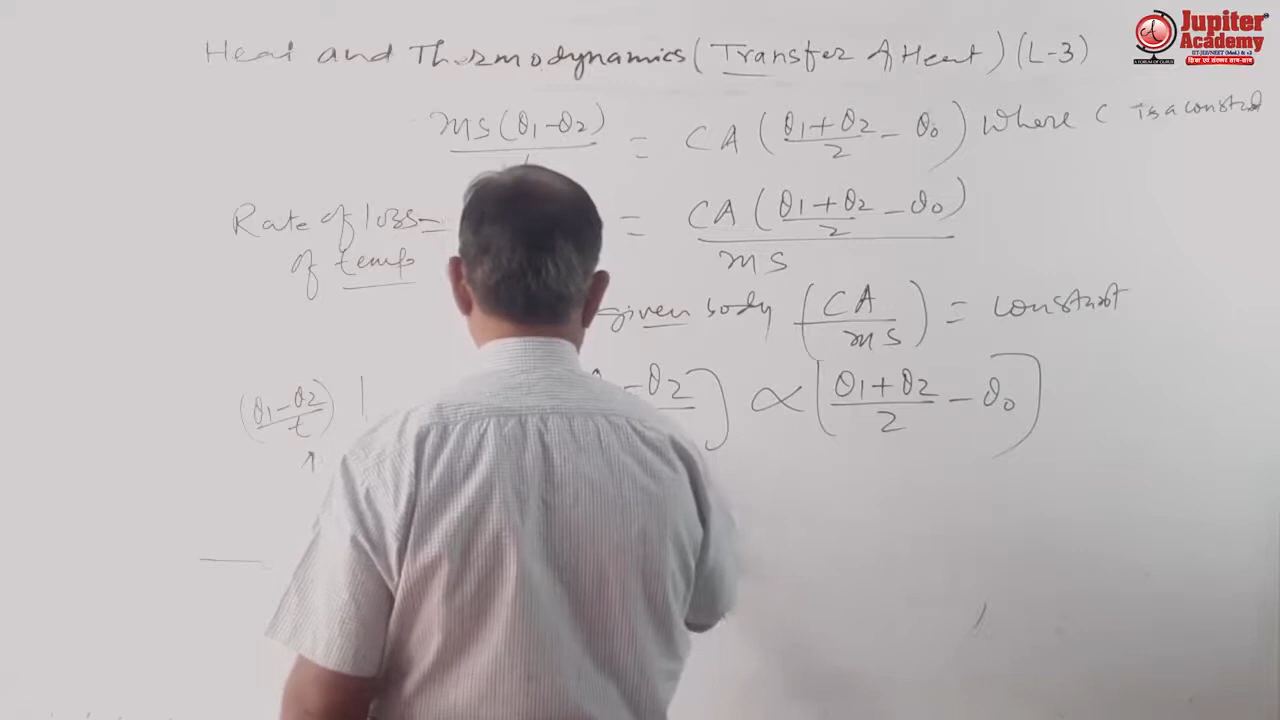 Jupiter
Academy
Heat and Thermodynamics (Transfer of Heat) (L-3)
ms(θ1-θ2) = CA (θ1+θ2/2 - θ0) where C is a constant
Rate of loss = = CA (θ1+θ2/2 - θ0)/ms
of temp
given body (CA/ms) = constant
(θ1-θ2/t) - θ2 ∝ (θ1+θ2/2 - θ0)